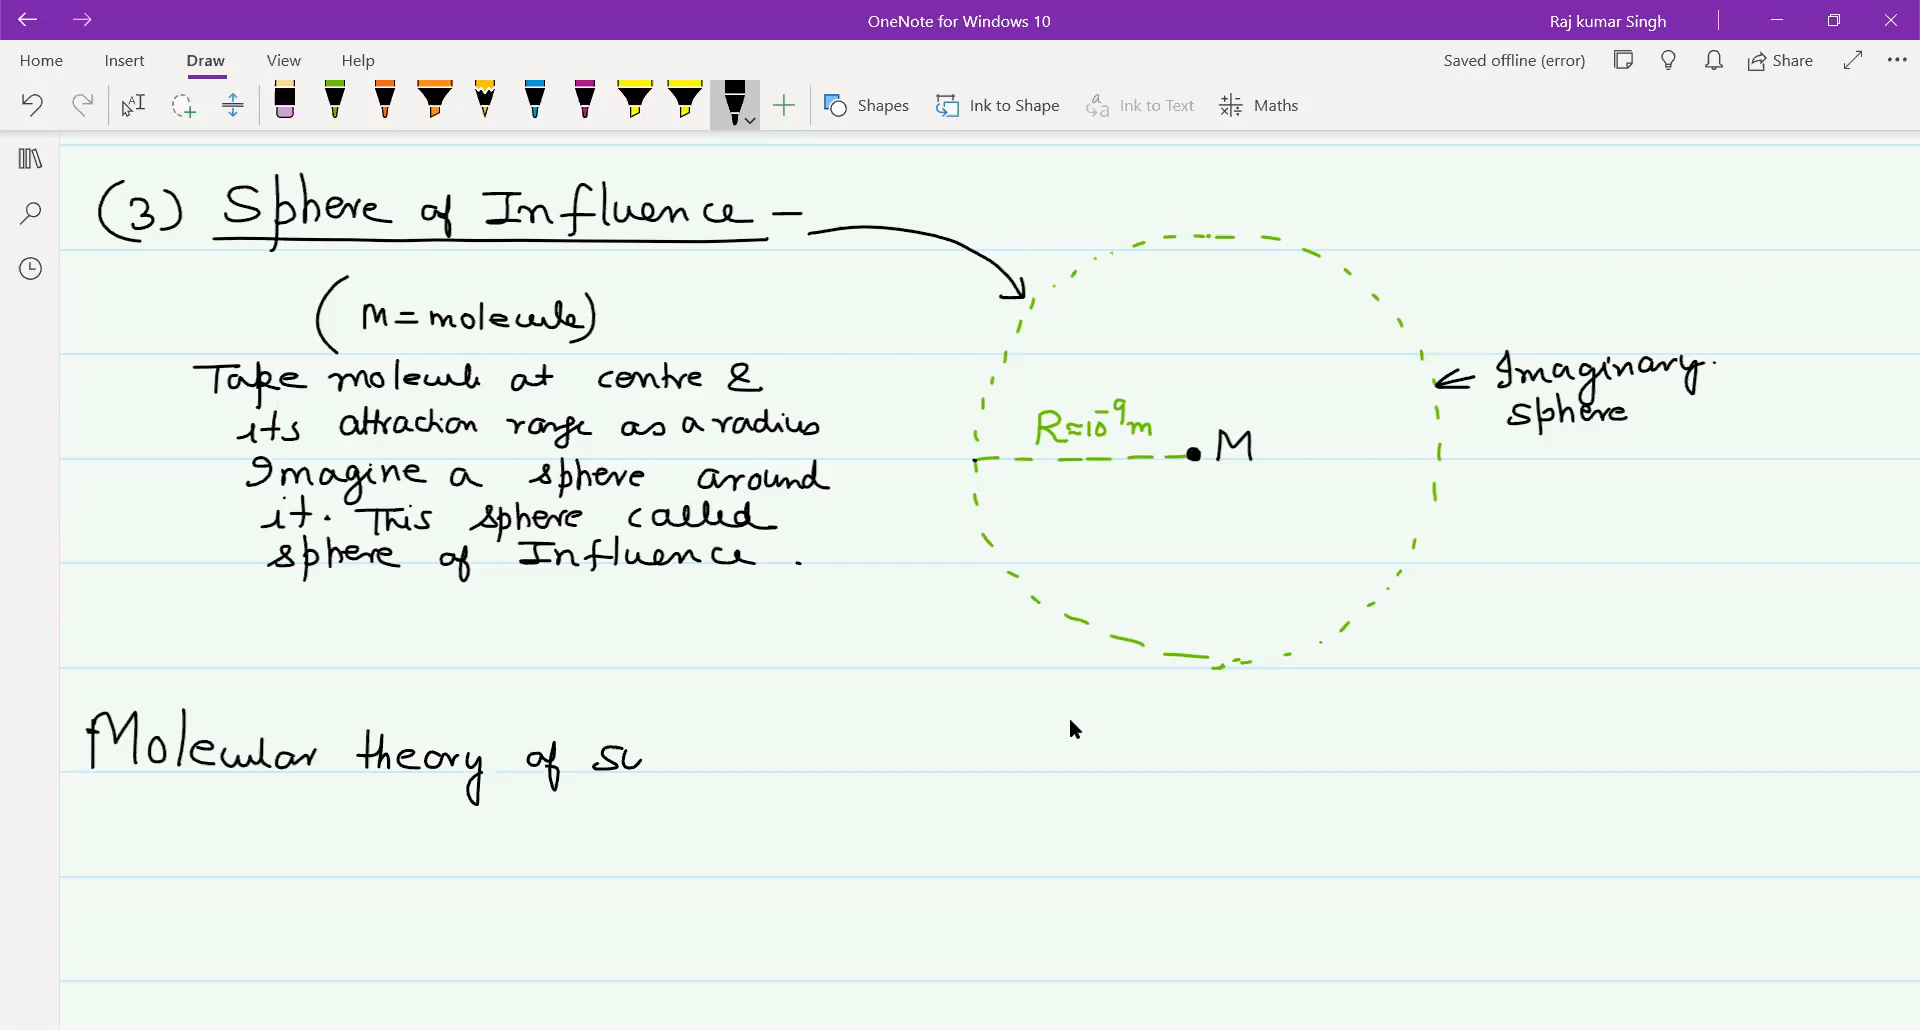 OneNote for Windows 10
Raj kumar Singh
Home Insert Draw View Help
Saved offline (error) Share
Shapes Ink to Shape Ink to Text Maths
(3) Sphere of Influence -
(M = molecule)
Take molecule at centre &
its attraction range as a radius
Imagine a sphere around
it. This sphere called
sphere of Influence .
R ≈ 10⁻⁹ m
M
← Imaginary.
sphere
Molecular theory of su